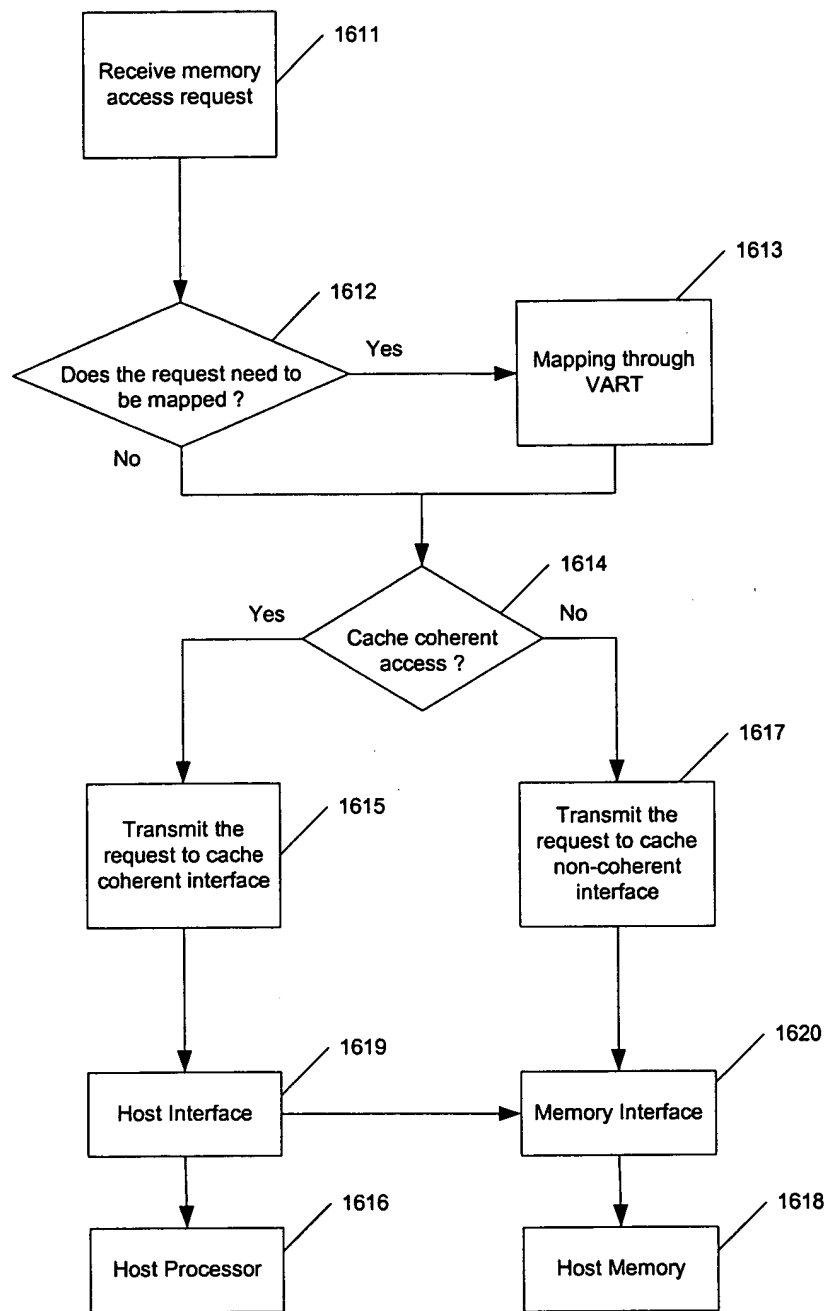 1611
Receive memory
access request
1612
1613
Does the request need to
be mapped ?
Yes
Mapping through
VART
No
1614
Yes
No
Cache coherent
access ?
1617
1615
Transmit the
request to cache
coherent interface
Transmit the
request to cache
non-coherent
interface
1619
1620
Host Interface
Memory Interface
1616
1618
Host Processor
Host Memory